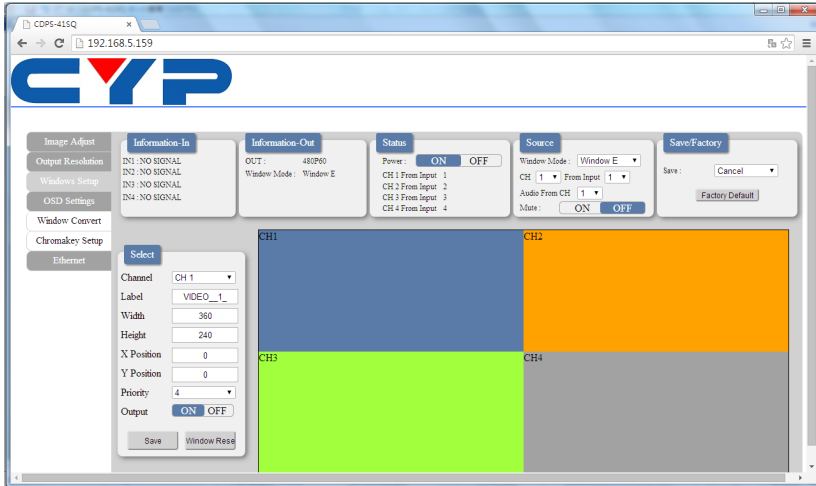 CDPS-41SQ
192.168.5.159
CYP
Image Adjust
Output Resolution
Windows Setup
OSD Settings
Window Convert
Chromakey Setup
Ethernet
Information-In
IN1 : NO SIGNAL
IN2 : NO SIGNAL
IN3 : NO SIGNAL
IN4 : NO SIGNAL
Information-Out
OUT : 480P60
Window Mode : Window E
Status
Power : ON OFF
CH 1 From Input 1
CH 2 From Input 2
CH 3 From Input 3
CH 4 From Input 4
Source
Window Mode : Window E
CH 1 From Input 1
Audio From CH 1
Mute : ON OFF
Save/Factory
Save : Cancel
Factory Default
Select
Channel CH 1
Label VIDEO__1_
Width 360
Height 240
X Position 0
Y Position 0
Priority 4
Output ON OFF
Save Window Rese
CH1 CH2
CH3 CH4